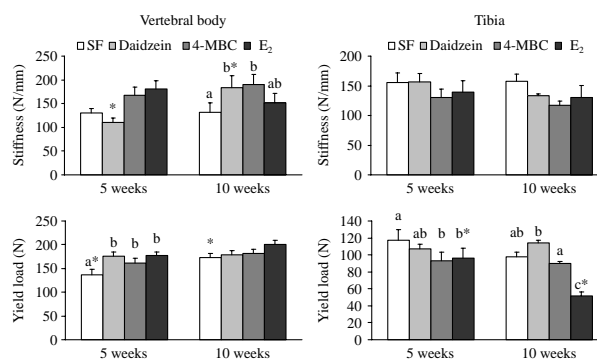 Vertebral body
Tibia
SF Daidzein 4-MBC E2
SF Daidzein 4-MBC E2
Stiffness (N/mm)
250
200
150
100
50
0
*
a
b*
b
ab
5 weeks
10 weeks
Stiffness (N/mm)
200
150
100
50
0
5 weeks
10 weeks
Yield load (N)
250
200
150
100
50
0
a*
b
b
b
*
5 weeks
10 weeks
Yield load (N)
120
100
80
60
40
20
0
a
ab
b
b*
ab
b
a
c*
5 weeks
10 weeks